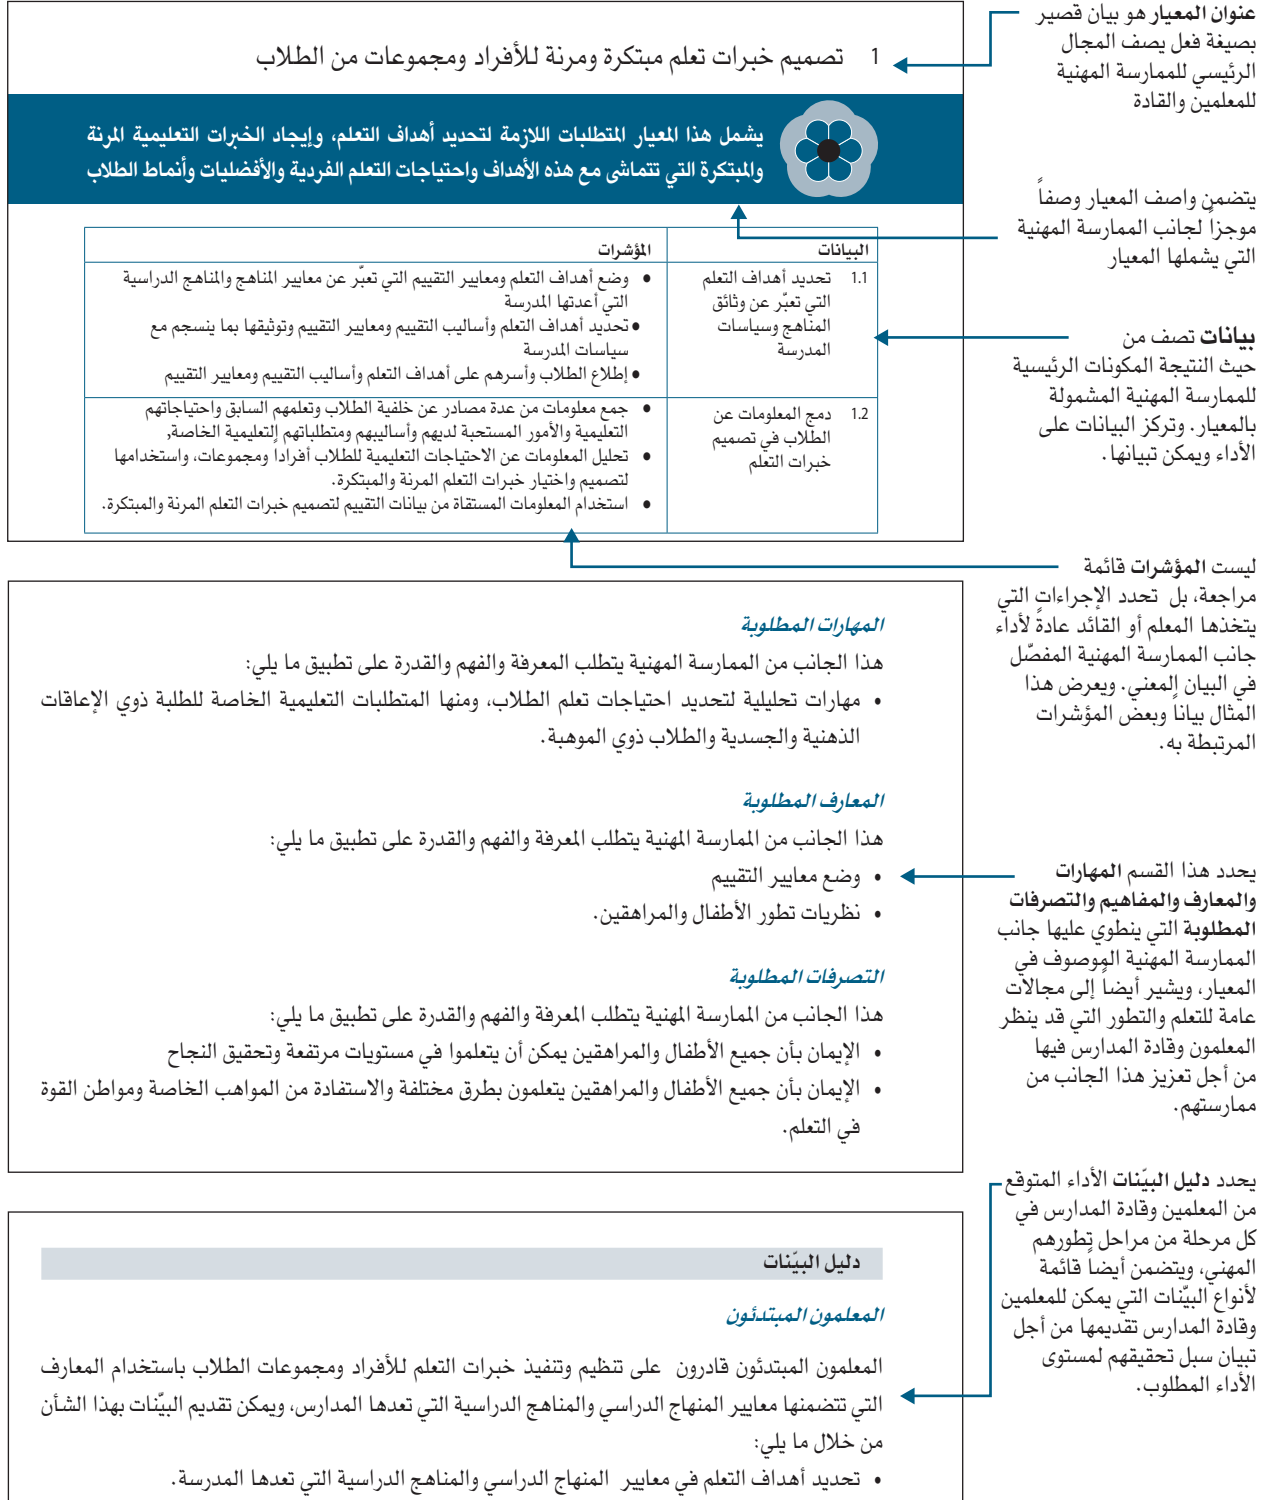 عنوان المعيار هو بيان قصير
بصيغة فعل يصف المجال
الرئيسي للممارسة المهنية
للمعلمين والقادة
1 تصميم خبرات تعلم مبتكرة ومرنة للأفراد ومجموعات من الطلاب
يشمل هذا المعيار المتطلبات اللازمة لتحديد أهداف التعلم، وإيجاد الخبرات التعليمية المرنة
والمبتكرة التي تتماشى مع هذه الأهداف واحتياجات التعلم الفردية والأفضليات وأنماط الطلاب
يتضمن واصف المعيار وصفاً
موجزاً لجانب الممارسة المهنية
التي يشملها المعيار
البيانات
المؤشرات
1.1 تحديد أهداف التعلم
التي تعبّر عن وثائق
المناهج وسياسات
المدرسة
• وضع أهداف التعلم ومعايير التقييم التي تعبّر عن معايير المناهج والمناهج الدراسية
التي أعدتها المدرسة
• تحديد أهداف التعلم وأساليب التقييم ومعايير التقييم وتوثيقها بما ينسجم مع
سياسات المدرسة
• إطلاع الطلاب وأسرهم على أهداف التعلم وأساليب التقييم ومعايير التقييم
1.2 دمج المعلومات عن
الطلاب في تصميم
خبرات التعلم
• جمع معلومات من عدة مصادر عن خلفية الطلاب وتعلمهم السابق واحتياجاتهم
التعليمية والأمور المستحبة لديهم وأساليبهم ومتطلباتهم التعليمية الخاصة,
• تحليل المعلومات عن الاحتياجات التعليمية للطلاب أفراداً ومجموعات، واستخدامها
لتصميم واختيار خبرات التعلم المرنة والمبتكرة.
• استخدام المعلومات المستقاة من بيانات التقييم لتصميم خبرات التعلم المرنة والمبتكرة.
بيانات تصف من
حيث النتيجة المكونات الرئيسية
للممارسة المهنية المشمولة
بالمعيار. وتركز البيانات على
الأداء ويمكن تبيانها.
ليست المؤشرات قائمة
مراجعة، بل تحدد الإجراءات التي
يتخذها المعلم أو القائد عادةً لأداء
جانب الممارسة المهنية المفصّل
في البيان المعني. ويعرض هذا
المثال بياناً وبعض المؤشرات
المرتبطة به.
المهارات المطلوبة
هذا الجانب من الممارسة المهنية يتطلب المعرفة والفهم والقدرة على تطبيق ما يلي:
• مهارات تحليلية لتحديد احتياجات تعلم الطلاب، ومنها المتطلبات التعليمية الخاصة للطلبة ذوي الإعاقات
الذهنية والجسدية والطلاب ذوي الموهبة.
المعارف المطلوبة
هذا الجانب من الممارسة المهنية يتطلب المعرفة والفهم والقدرة على تطبيق ما يلي:
• وضع معايير التقييم
• نظريات تطور الأطفال والمراهقين.
التصرفات المطلوبة
هذا الجانب من الممارسة المهنية يتطلب المعرفة والفهم والقدرة على تطبيق ما يلي:
• الإيمان بأن جميع الأطفال والمراهقين يمكن أن يتعلموا في مستويات مرتفعة وتحقيق النجاح
• الإيمان بأن جميع الأطفال والمراهقين يتعلمون بطرق مختلفة والاستفادة من المواهب الخاصة ومواطن القوة
في التعلم.
يحدد هذا القسم المهارات
والمعارف والمفاهيم والتصرفات
المطلوبة التي ينطوي عليها جانب
الممارسة المهنية الموصوف في
المعيار، ويشير أيضاً إلى مجالات
عامة للتعلم والتطور التي قد ينظر
المعلمون وقادة المدارس فيها
من أجل تعزيز هذا الجانب من
ممارستهم.
يحدد دليل البيّنات الأداء المتوقع
من المعلمين وقادة المدارس في
كل مرحلة من مراحل تطورهم
المهني، ويتضمن أيضاً قائمة
لأنواع البيّنات التي يمكن للمعلمين
وقادة المدارس تقديمها من أجل
تبيان سبل تحقيقهم لمستوى
الأداء المطلوب.
دليل البيّنات
المعلمون المبتدئون
المعلمون المبتدئون قادرون على تنظيم وتنفيذ خبرات التعلم للأفراد ومجموعات الطلاب باستخدام المعارف
التي تتضمنها معايير المنهاج الدراسي والمناهج الدراسية التي تعدها المدارس، ويمكن تقديم البيّنات بهذا الشأن
من خلال ما يلي:
• تحديد أهداف التعلم في معايير المنهاج الدراسي والمناهج الدراسية التي تعدها المدرسة.